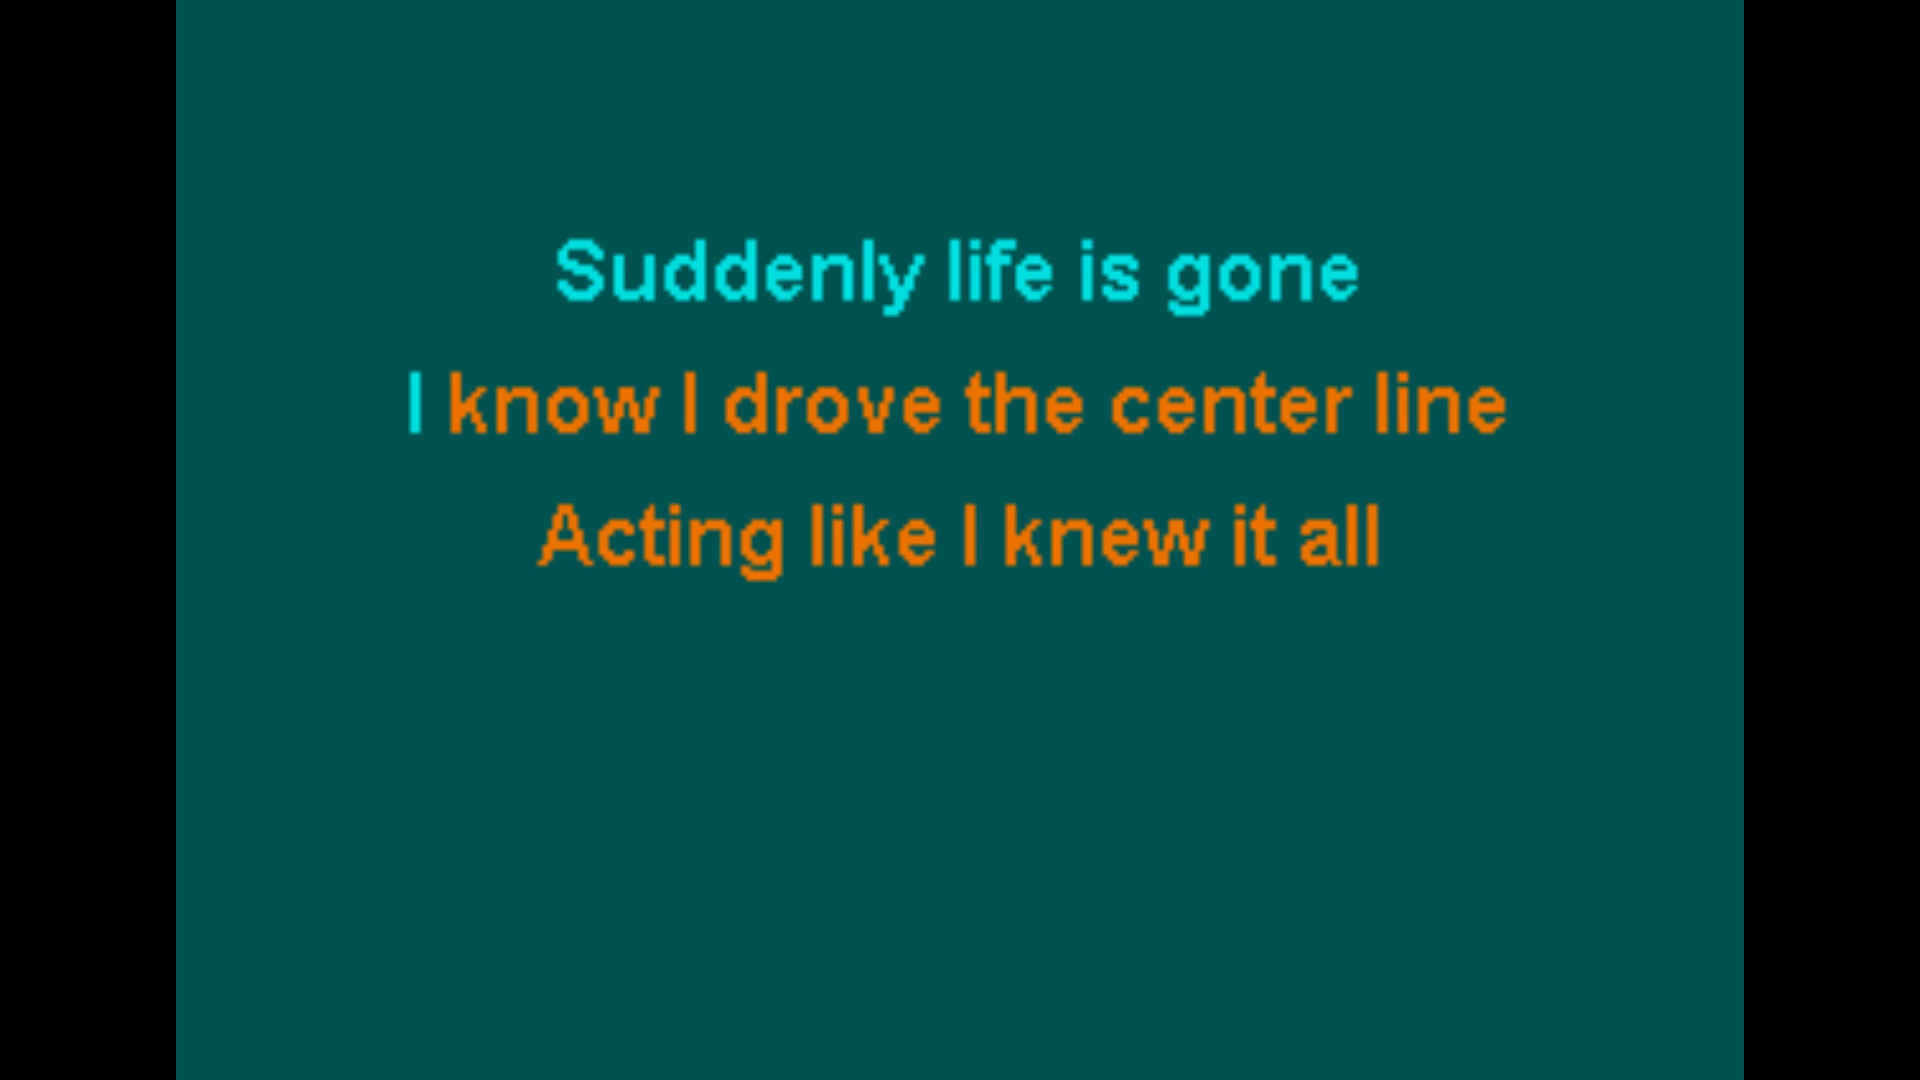 Suddenly life is gone
I know I drove the center line
Acting like I knew it all